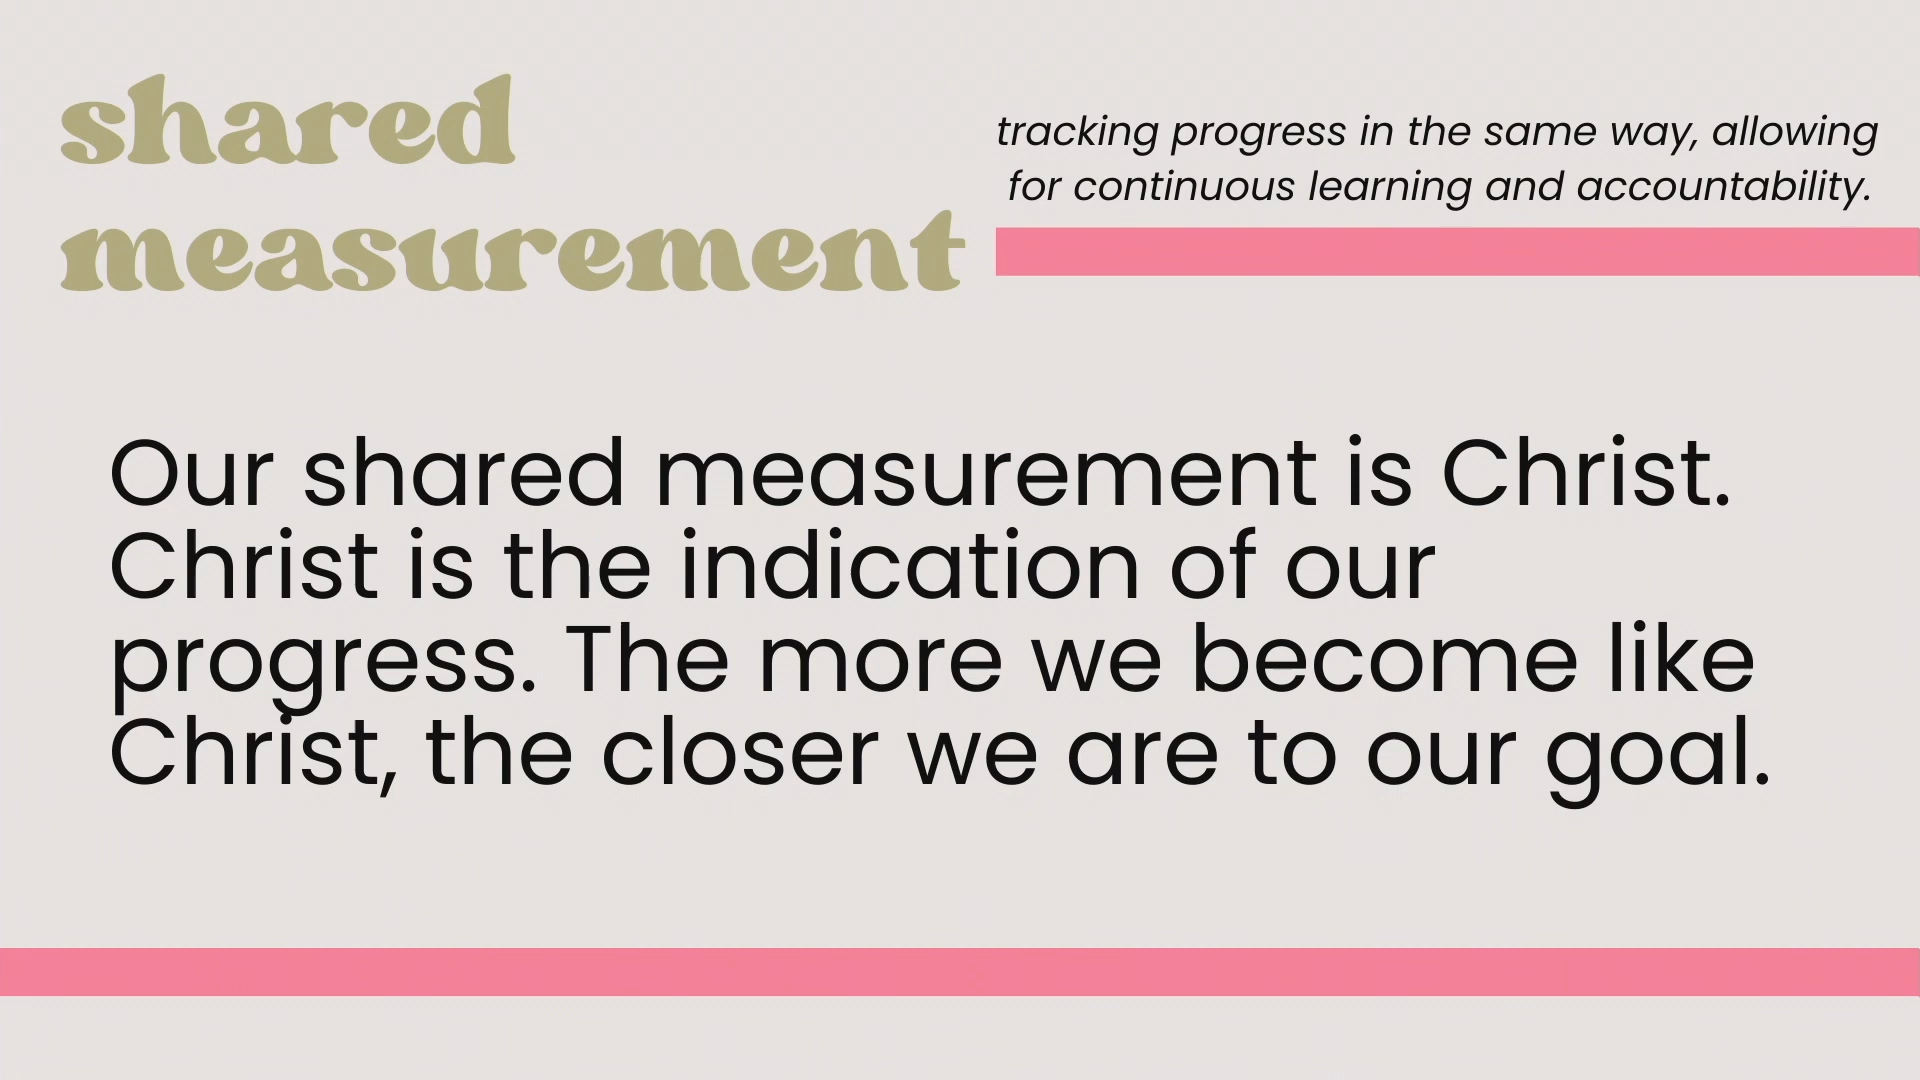 shared
measurement
tracking progress in the same way, allowing
for continuous learning and accountability.
Our shared measurement is Christ.
Christ is the indication of our
progress. The more we become like
Christ, the closer we are to our goal.